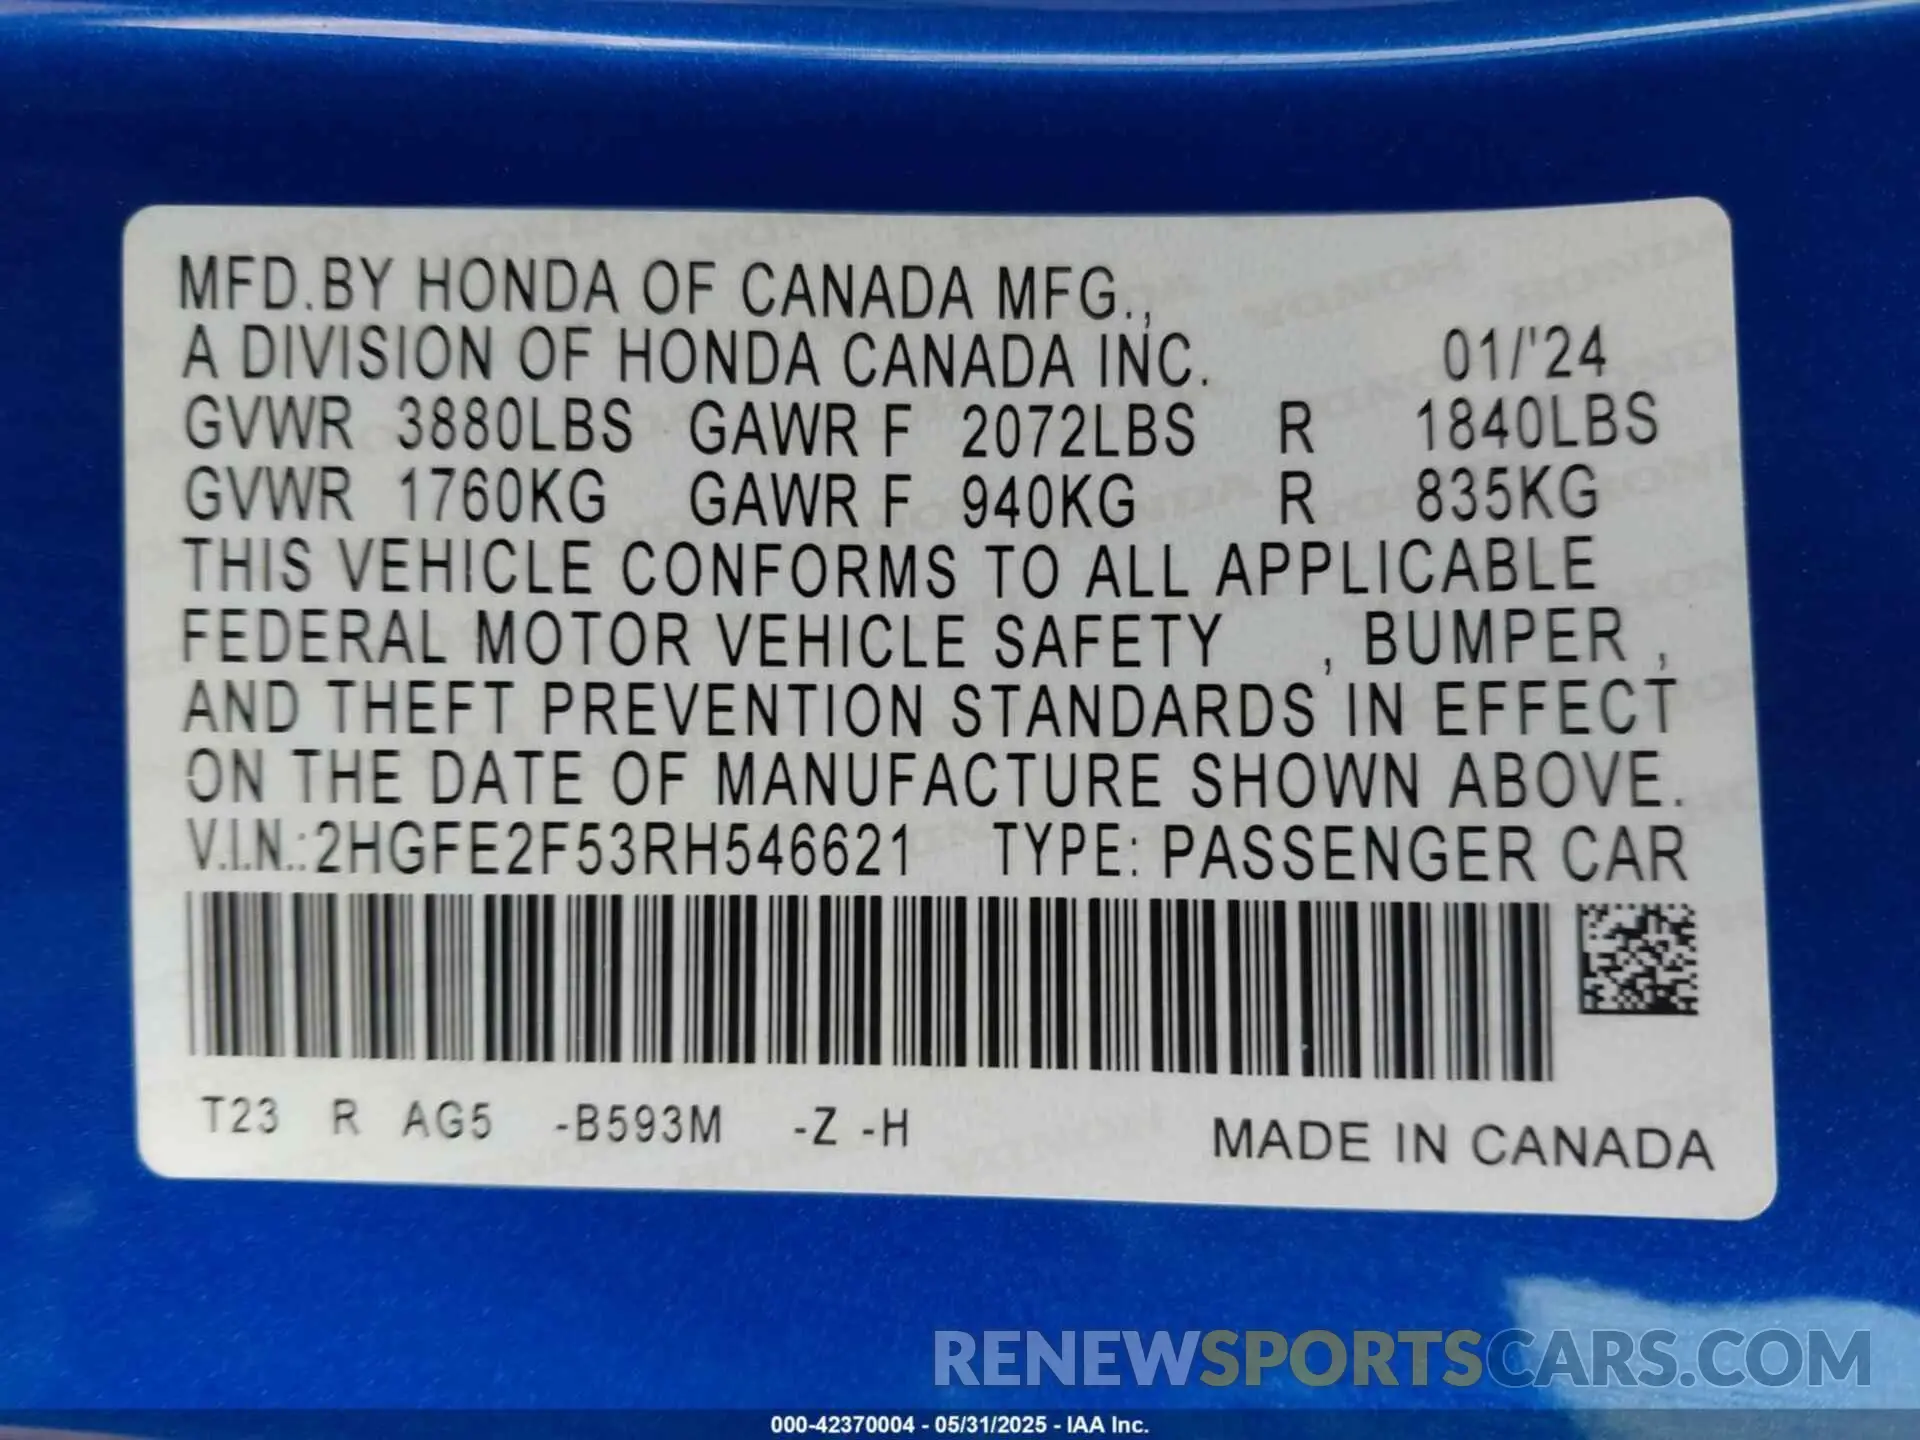 MFD.BY HONDA OF CANADA MFG.,
A DIVISION OF HONDA CANADA INC. 01/'24
GVWR 3880LBS GAWR F 2072LBS R 1840LBS
GVWR 1760KG GAWR F 940KG R 835KG
THIS VEHICLE CONFORMS TO ALL APPLICABLE
FEDERAL MOTOR VEHICLE SAFETY , BUMPER ,
AND THEFT PREVENTION STANDARDS IN EFFECT
ON THE DATE OF MANUFACTURE SHOWN ABOVE.
V.I.N.:2HGFE2F53RH546621 TYPE: PASSENGER CAR
T23 R AG5 -B593M -Z -H
MADE IN CANADA
RENEWSPORTSCARS.COM
000-42370004 - 05/31/2025 - IAA Inc.